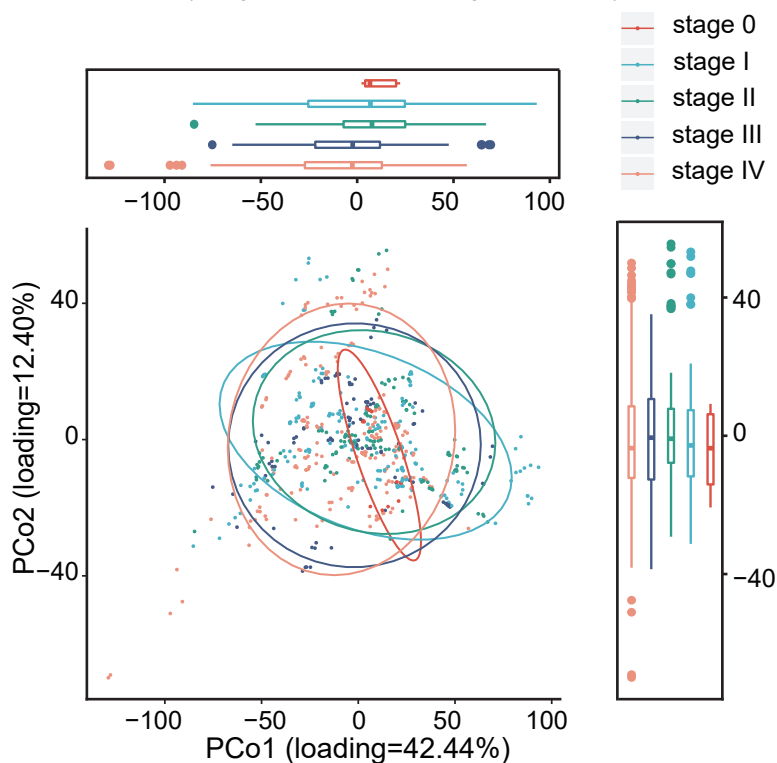 stage 0
stage I
stage II
stage III
stage IV
−100 −50 0 50 100
40
0
−40
PCo2 (loading=12.40%)
40
0
−40
−100 −50 0 50 100
PCo1 (loading=42.44%)